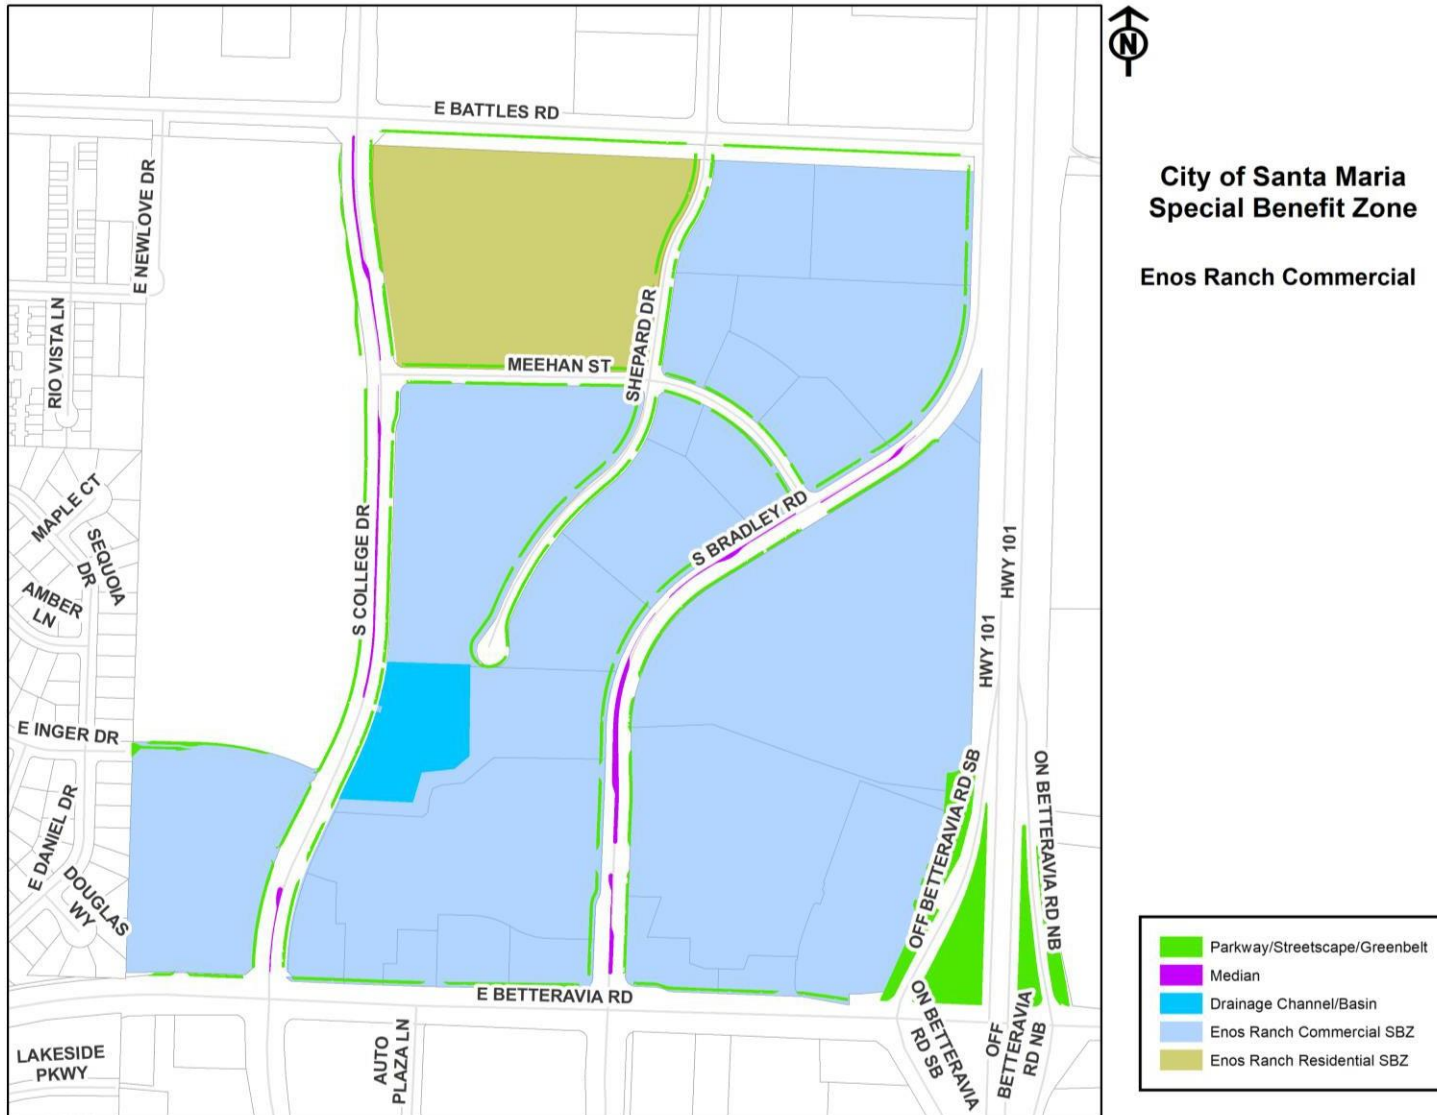 N
City of Santa Maria
Special Benefit Zone
Enos Ranch Commercial
E BATTLES RD
E NEWLOVE DR
RIO VISTA LN
SHEPARD DR
MEEHAN ST
MAPLE CT
SEQUOIA
DR
AMBER
LN
S COLLEGE DR
S BRADLEY RD
HWY 101
HWY 101
E INGER DR
E DANIEL DR
DOUGLAS
WY
OFF BETTERAVIA RD SB
ON BETTERAVIA RD NB
E BETTERAVIA RD
LAKESIDE
PKWY
AUTO
PLAZA LN
ON BETTERAVIA
RD SB
OFF
BETTERAVIA
RD NB
Parkway/Streetscape/Greenbelt
Median
Drainage Channel/Basin
Enos Ranch Commercial SBZ
Enos Ranch Residential SBZ